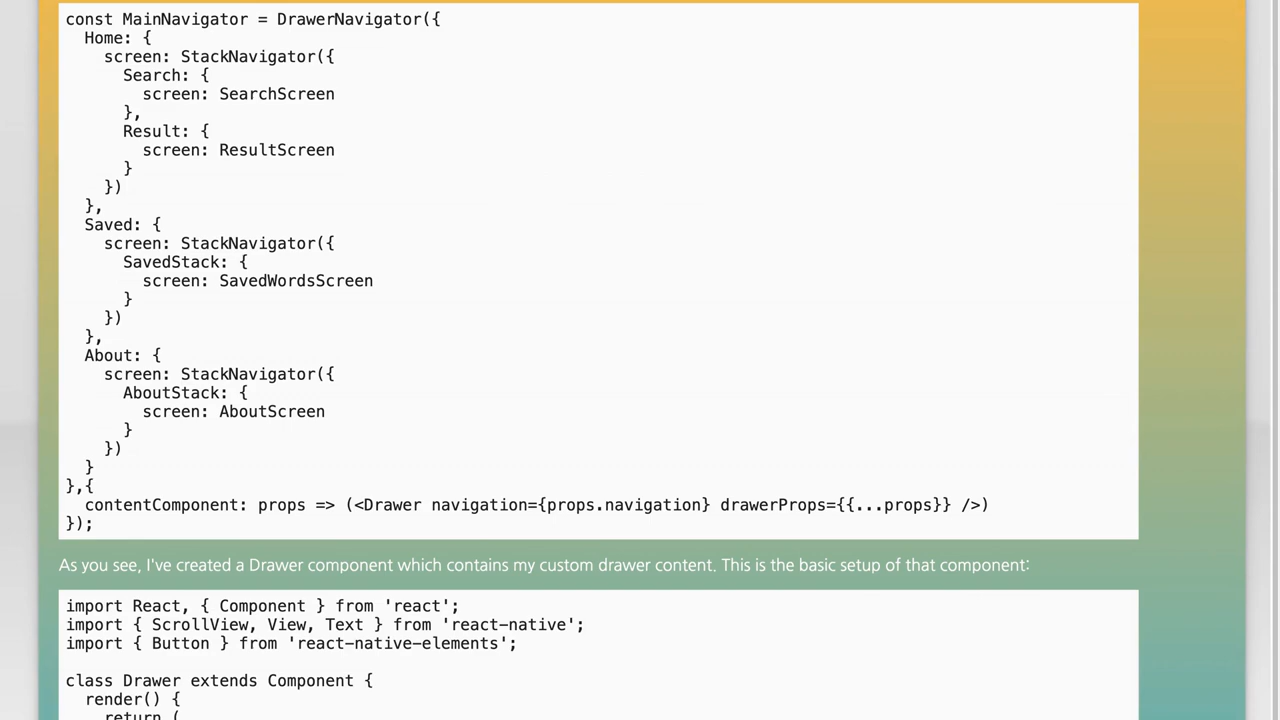 const MainNavigator = DrawerNavigator({
  Home: {
    screen: StackNavigator({
      Search: {
        screen: SearchScreen
      },
      Result: {
        screen: ResultScreen
      }
    })
  },
  Saved: {
    screen: StackNavigator({
      SavedStack: {
        screen: SavedWordsScreen
      }
    })
  },
  About: {
    screen: StackNavigator({
      AboutStack: {
        screen: AboutScreen
      }
    })
  }
},{
  contentComponent: props => (<Drawer navigation={props.navigation} drawerProps={{...props}} />)
});
As you see, I've created a Drawer component which contains my custom drawer content. This is the basic setup of that component:
import React, { Component } from 'react';
import { ScrollView, View, Text } from 'react-native';
import { Button } from 'react-native-elements';
class Drawer extends Component {
  render() {
    return (